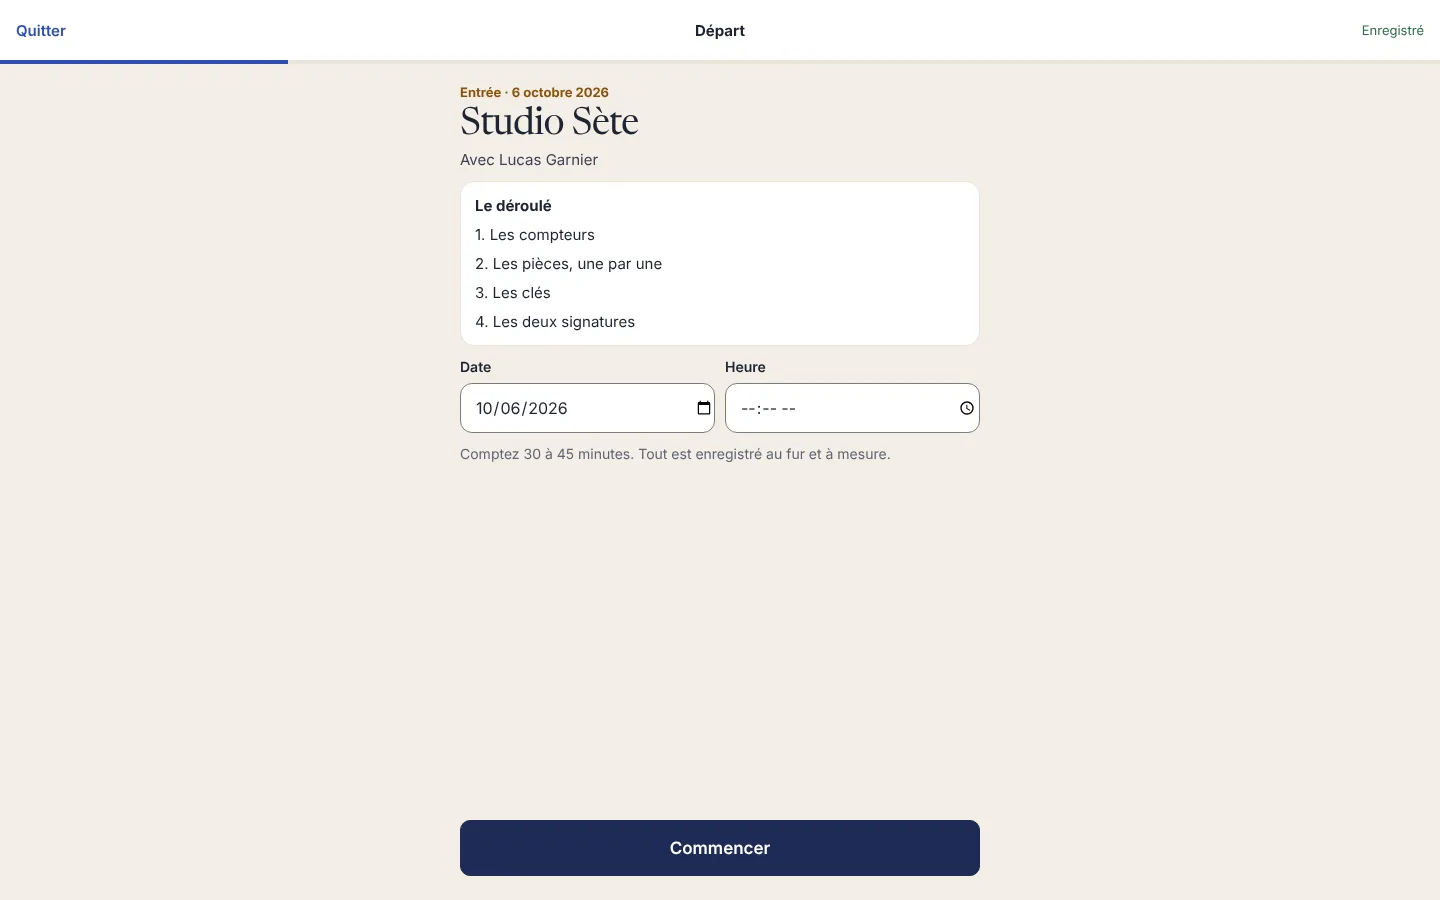 Quitter
Départ
Enregistré
Entrée · 6 octobre 2026
Studio Sète
Avec Lucas Garnier
Le déroulé
1. Les compteurs
2. Les pièces, une par une
3. Les clés
4. Les deux signatures
Date
Heure
10/06/2026
--:-- --
Comptez 30 à 45 minutes. Tout est enregistré au fur et à mesure.
Commencer